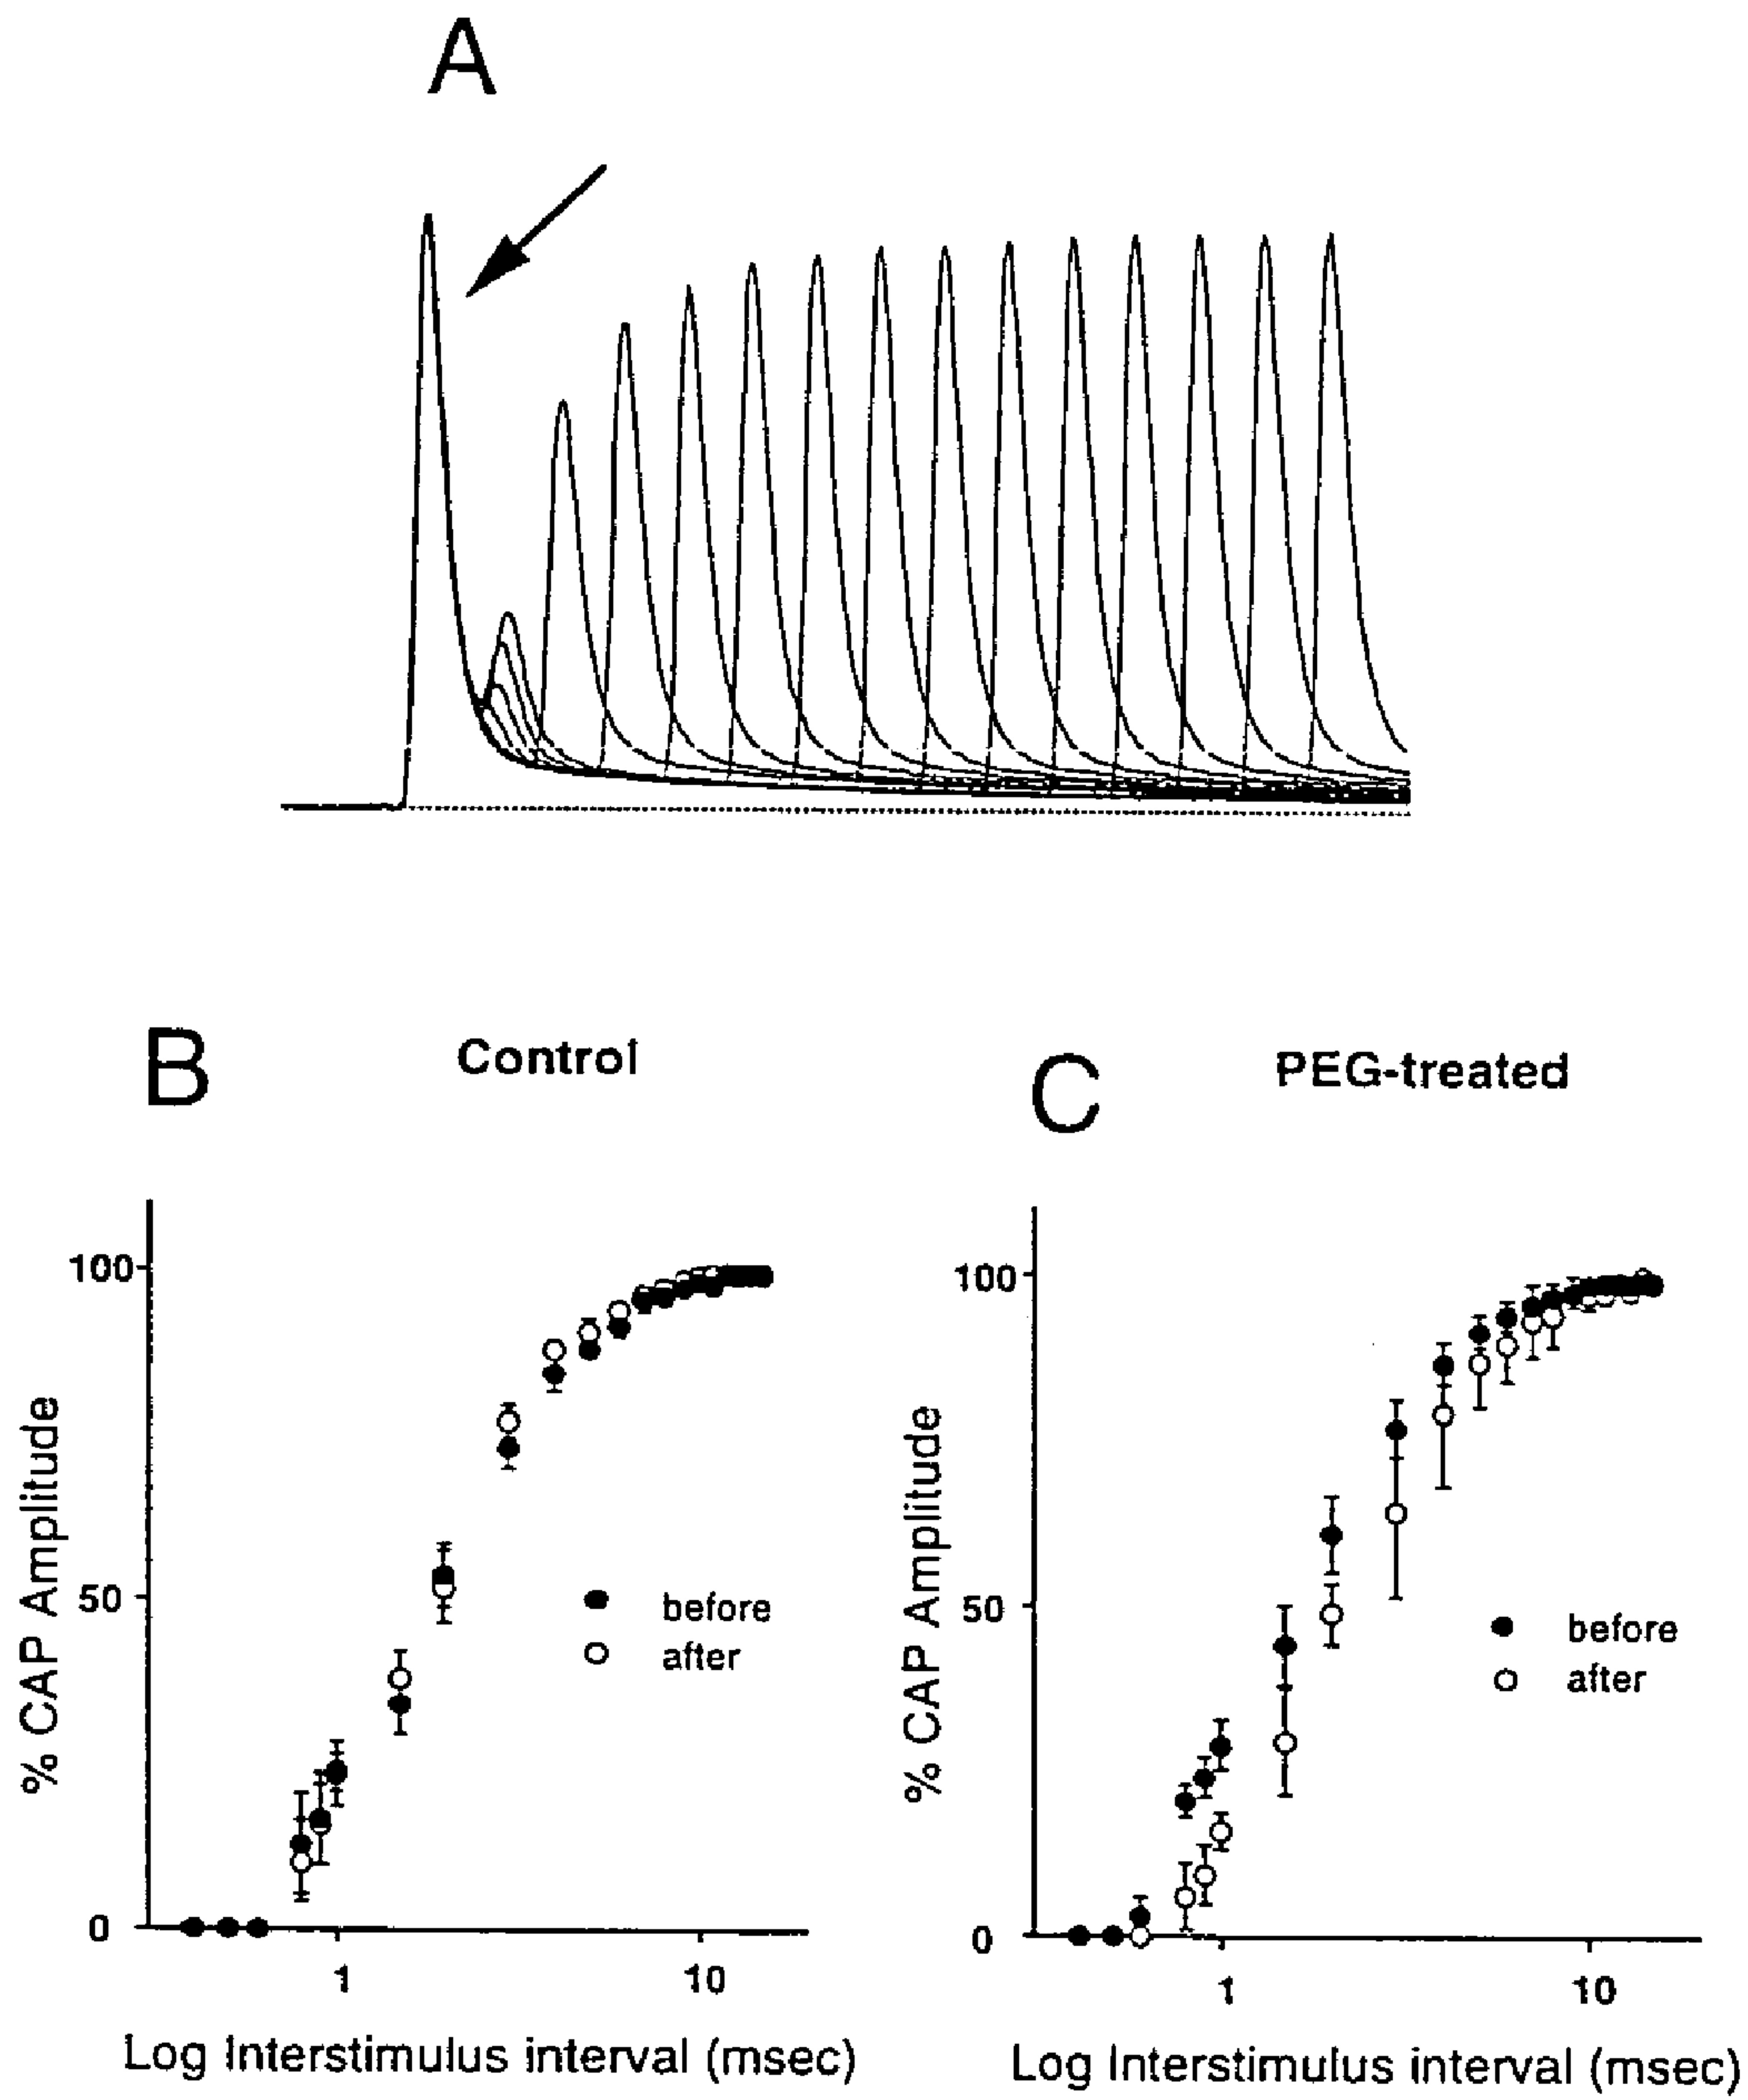 A
B
Control
100
50
0
% CAP Amplitude
before
after
1
10
Log Interstimulus interval (msec)
C
PEG-treated
100
50
0
% CAP Amplitude
before
after
1
10
Log Interstimulus interval (msec)